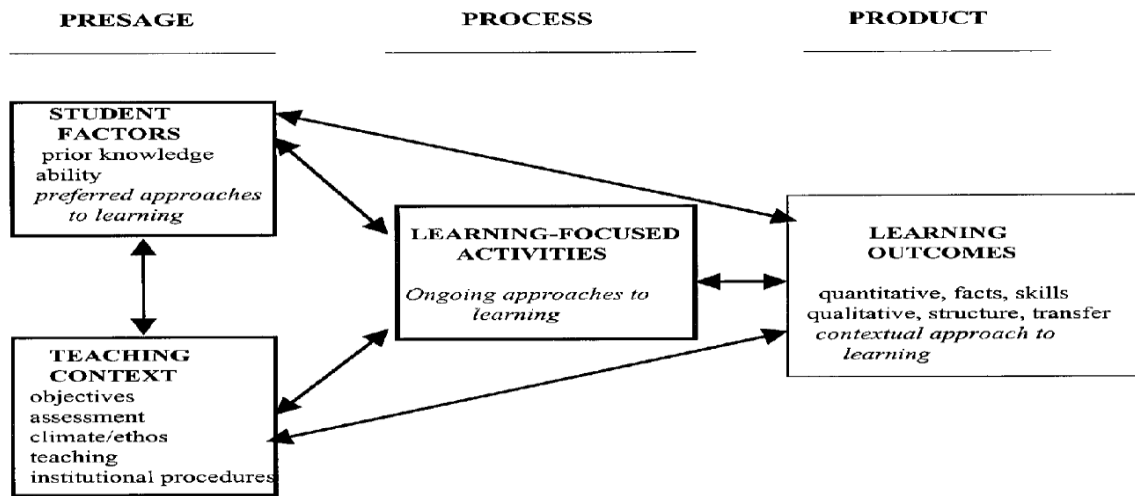 PRESAGE
PROCESS
PRODUCT
STUDENT
FACTORS
prior knowledge
ability
preferred approaches
to learning
LEARNING-FOCUSED
ACTIVITIES
Ongoing approaches to
learning
LEARNING
OUTCOMES
quantitative, facts, skills
qualitative, structure, transfer
contextual approach to
learning
TEACHING
CONTEXT
objectives
assessment
climate/ethos
teaching
institutional procedures